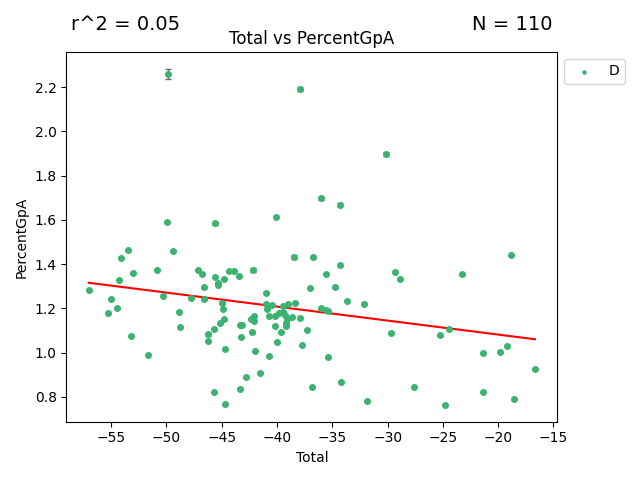 r^2 = 0.05
N = 110
Total vs PercentGpA
D
PercentGpA
2.2
2.0
1.8
1.6
1.4
1.2
1.0
0.8
−55
−50
−45
−40
−35
−30
−25
−20
−15
Total